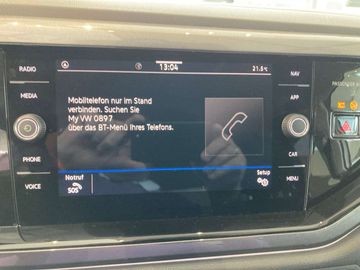 RADIO
MEDIA
PHONE
VOICE
13:04
21.5°
Mobiltelefon nur im Stand
verbinden. Suchen Sie
My VW 0897
über das BT-Menü Ihres Telefons.
Notruf
SOS
Setup
NAV
APP
CAR
MENU
PASSENGER